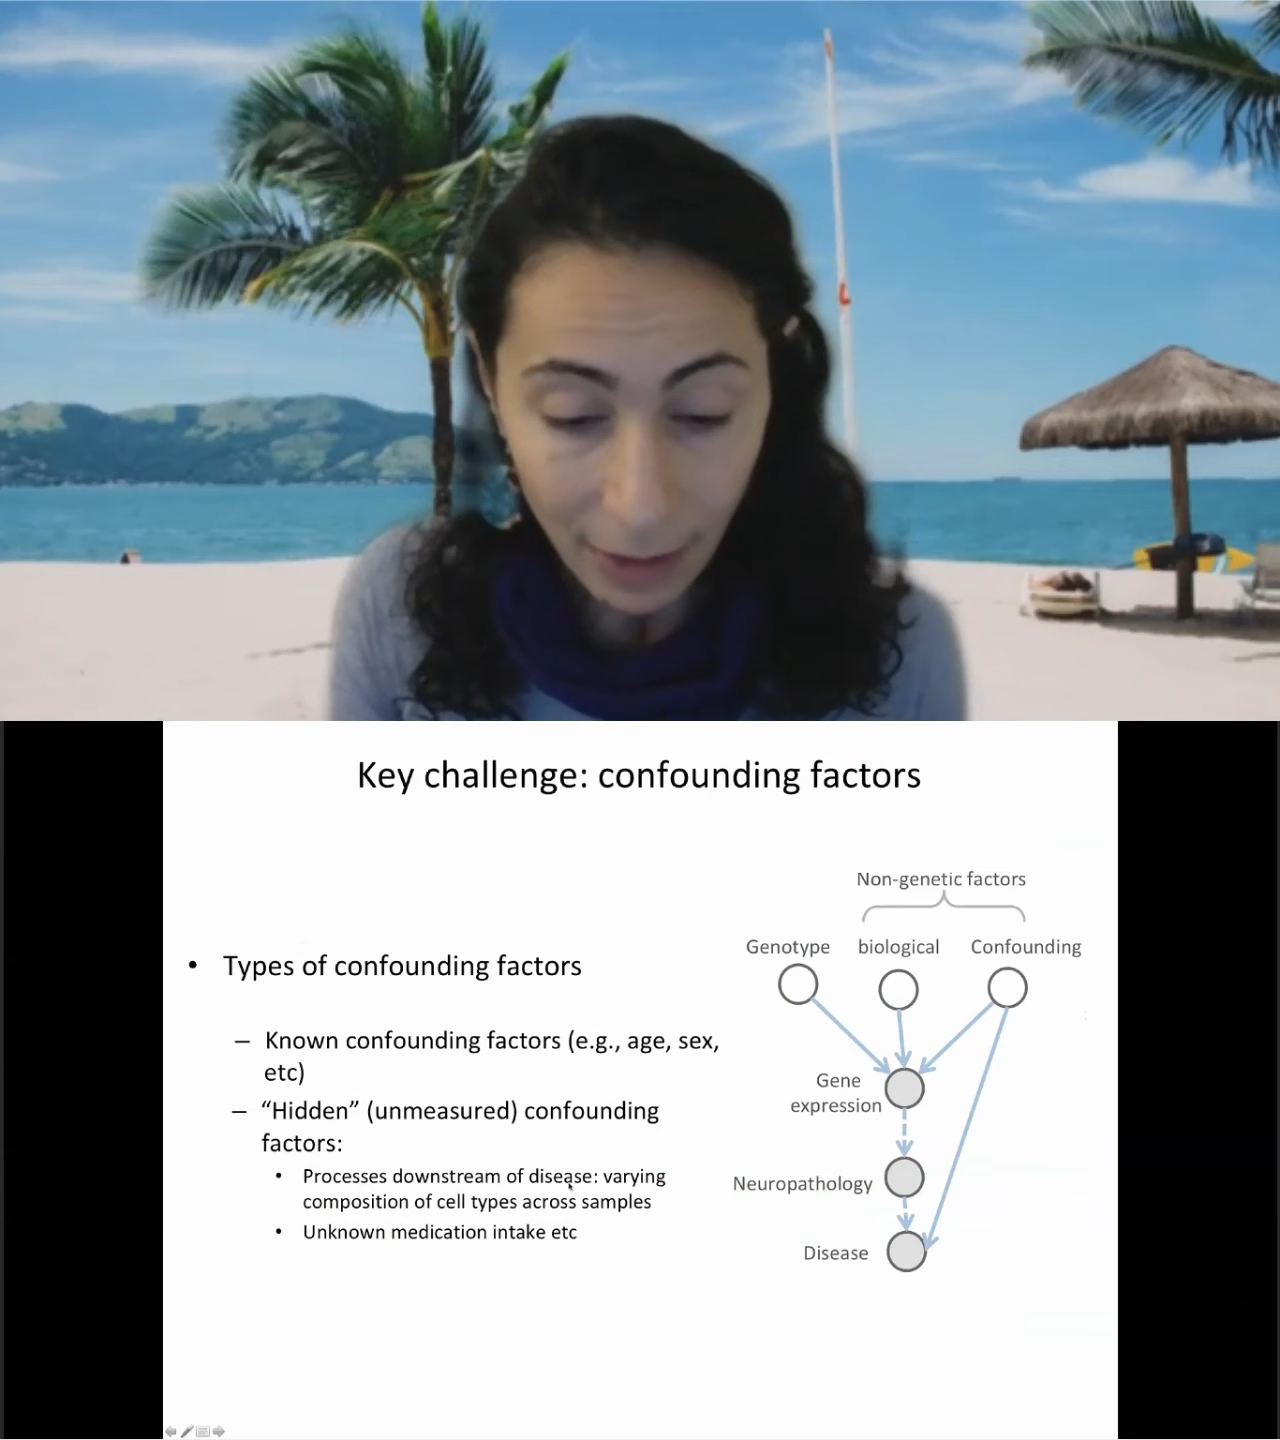 Key challenge: confounding factors
• Types of confounding factors
– Known confounding factors (e.g., age, sex,
etc)
– “Hidden” (unmeasured) confounding
factors:
• Processes downstream of disease: varying
composition of cell types across samples
• Unknown medication intake etc
Non-genetic factors
Genotype biological Confounding
Gene
expression
Neuropathology
Disease